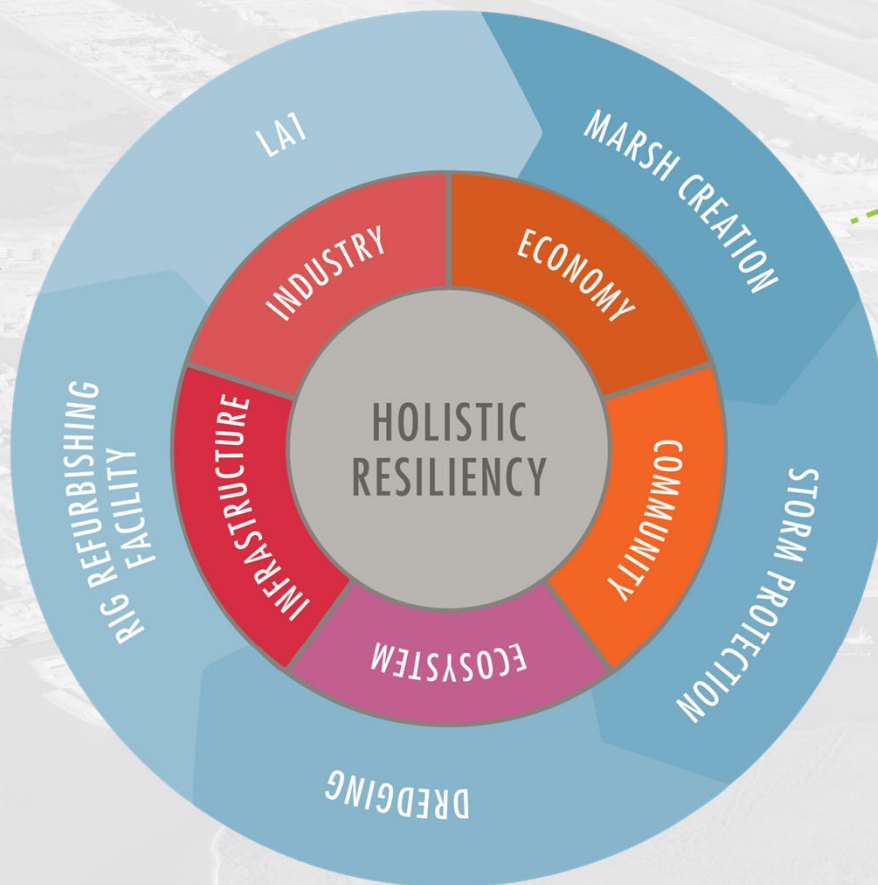 LA1
MARSH CREATION
STORM PROTECTION
DREDGING
RIG REFURBISHING
FACILITY
INDUSTRY
ECONOMY
COMMUNITY
ECOSYSTEM
INFRASTRUCTURE
HOLISTIC
RESILIENCY